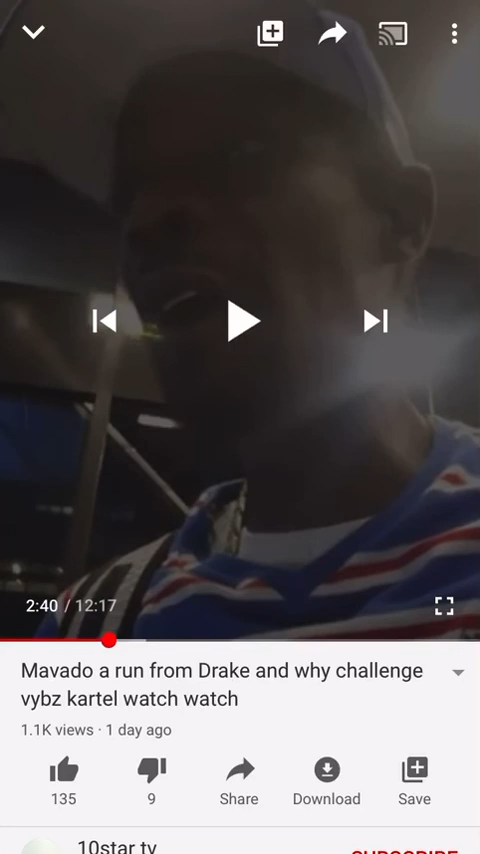 2:40 / 12:17
Mavado a run from Drake and why challenge
vybz kartel watch watch
1.1K views · 1 day ago
135
9
Share
Download
Save
10star tv
SUBSCRIBE